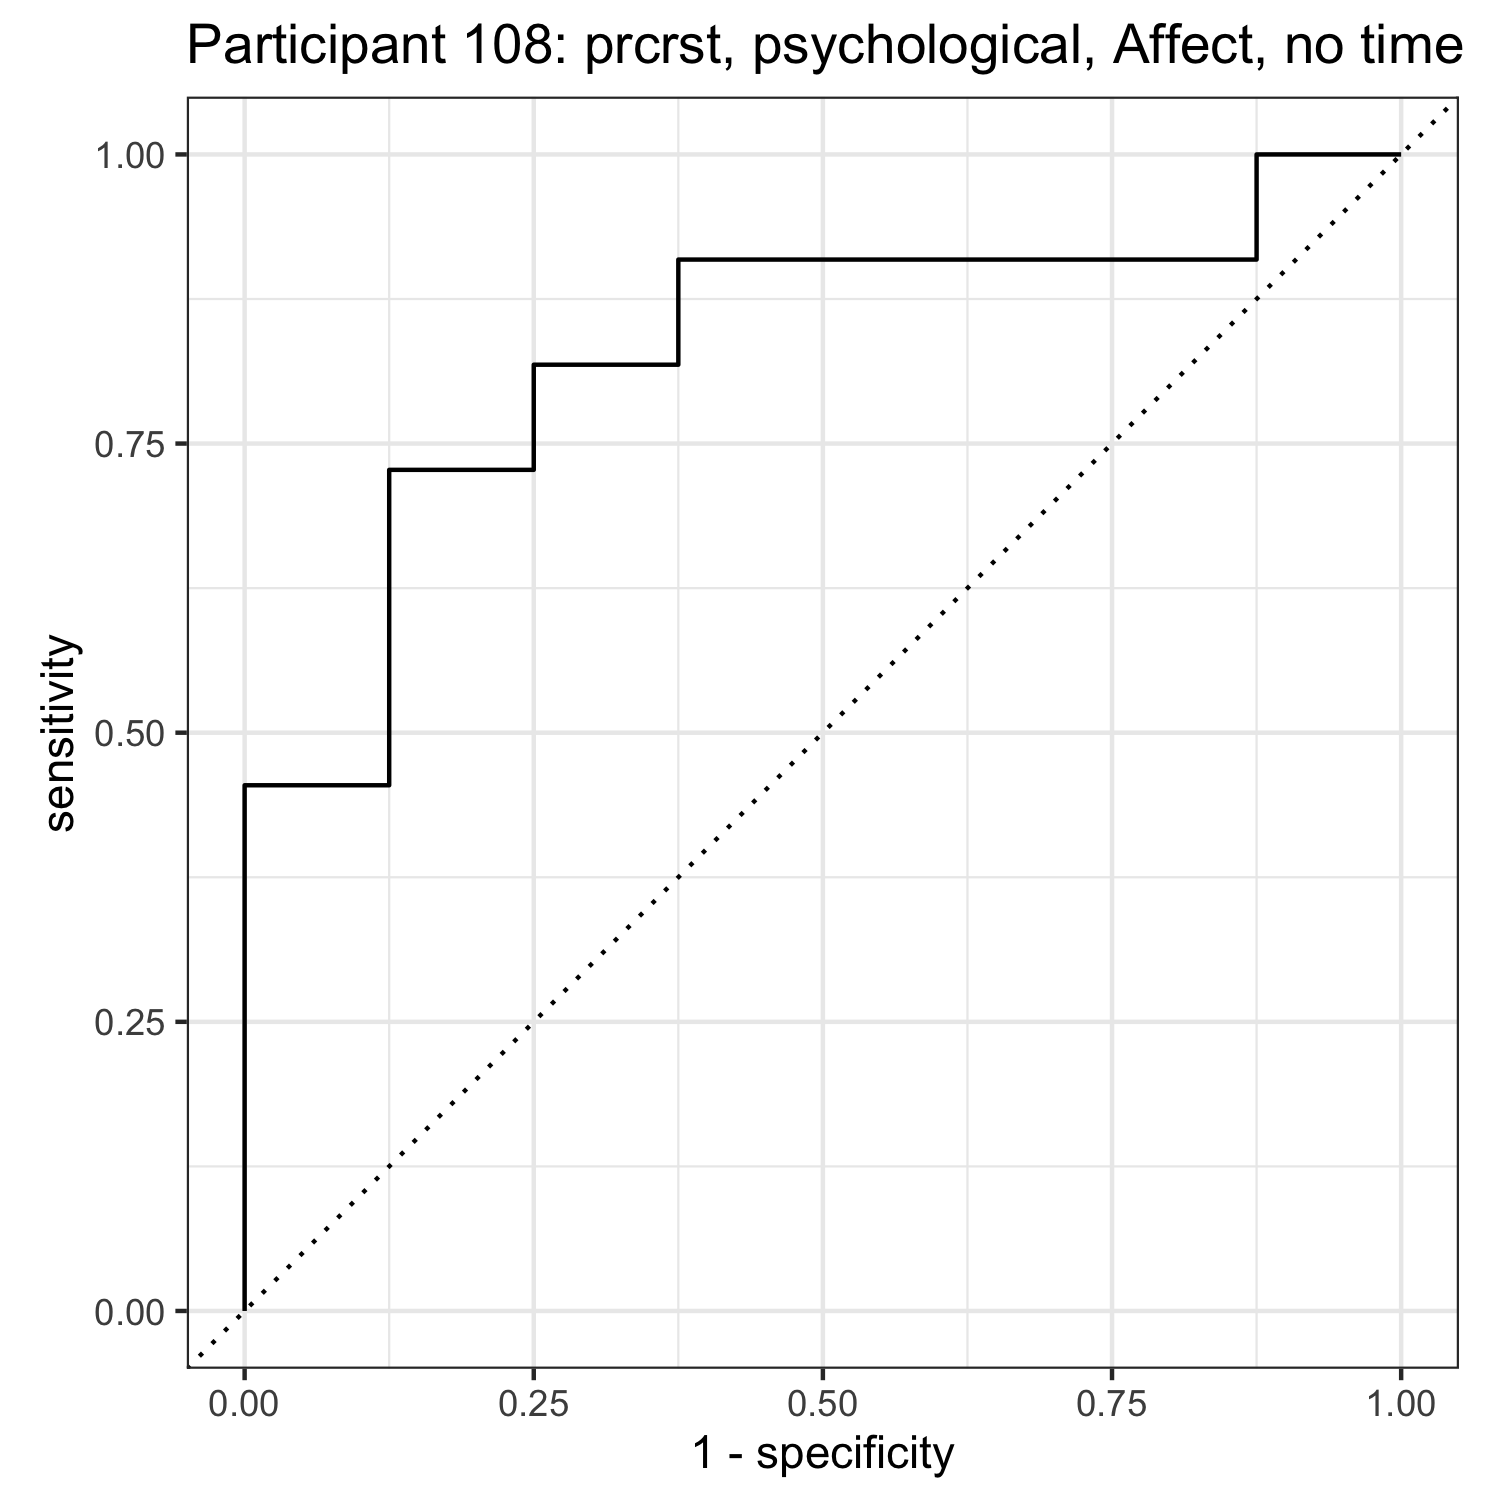 Participant 108: prcrst, psychological, Affect, no time
1.00
0.75
0.50
0.25
0.00
sensitivity
0.00 0.25 0.50 0.75 1.00
1 - specificity